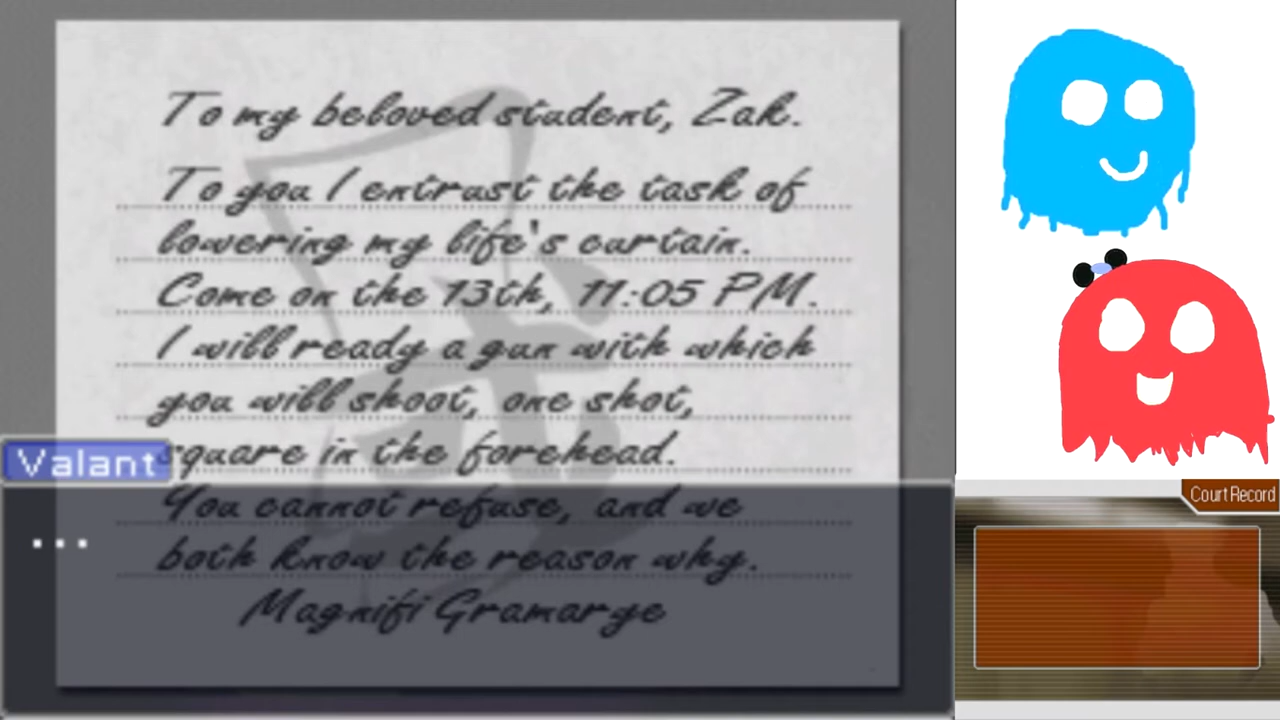 To my beloved student, Zak.
To you I entrust the task of
lowering my life's curtain.
Come on the 13th, 11:05 PM.
I will ready a gun with which
you will shoot, one shot,
square in the forehead.
You cannot refuse, and we
both know the reason why.
Magnifi Gramarye
Valant
...
Court Record